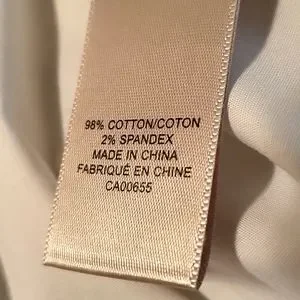 98% COTTON/COTON
2% SPANDEX
MADE IN CHINA
FABRIQUÉ EN CHINE
CA00655